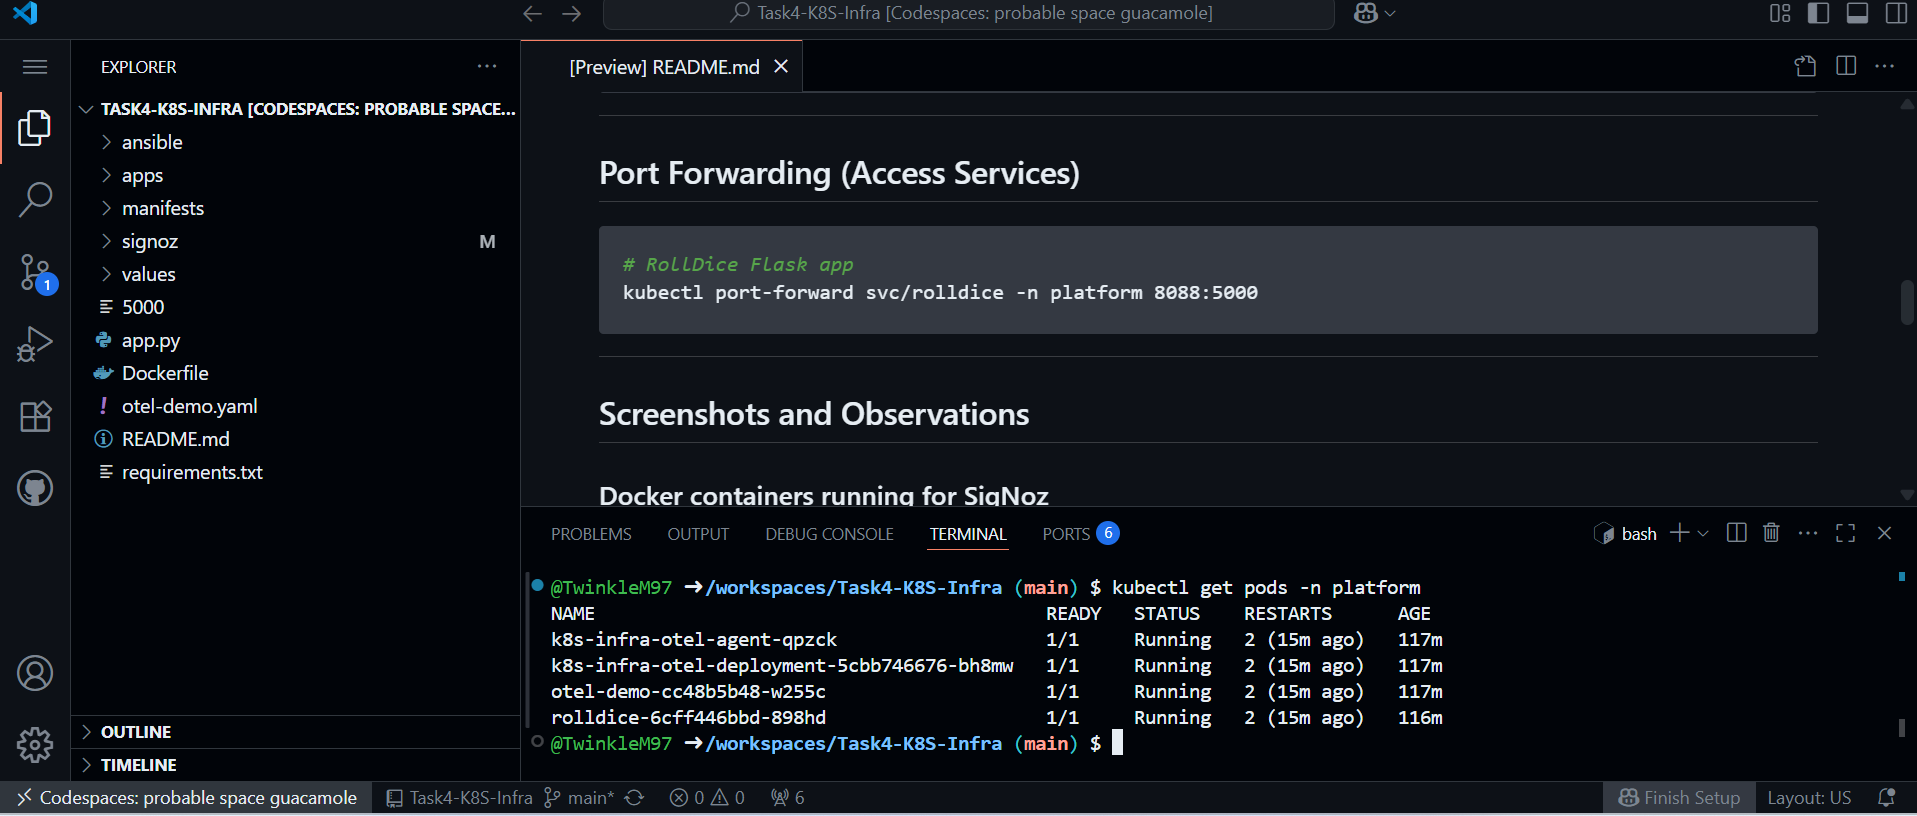 Task4-K8S-Infra [Codespaces: probable space guacamole]
EXPLORER
TASK4-K8S-INFRA [CODESPACES: PROBABLE SPACE...
ansible
apps
manifests
signoz M
values
5000
app.py
Dockerfile
otel-demo.yaml
README.md
requirements.txt
OUTLINE
TIMELINE
1
[Preview] README.md
Port Forwarding (Access Services)
# RollDice Flask app
kubectl port-forward svc/rolldice -n platform 8088:5000
Screenshots and Observations
Docker containers running for SigNoz
PROBLEMS OUTPUT DEBUG CONSOLE TERMINAL PORTS 6
bash
@TwinkleM97 ➜/workspaces/Task4-K8S-Infra (main) $ kubectl get pods -n platform
NAME READY STATUS RESTARTS AGE
k8s-infra-otel-agent-qpzck 1/1 Running 2 (15m ago) 117m
k8s-infra-otel-deployment-5cbb746676-bh8mw 1/1 Running 2 (15m ago) 117m
otel-demo-cc48b5b48-w255c 1/1 Running 2 (15m ago) 117m
rolldice-6cff446bbd-898hd 1/1 Running 2 (15m ago) 116m
@TwinkleM97 ➜/workspaces/Task4-K8S-Infra (main) $
Codespaces: probable space guacamole Task4-K8S-Infra main* 0 0 6 Finish Setup Layout: US